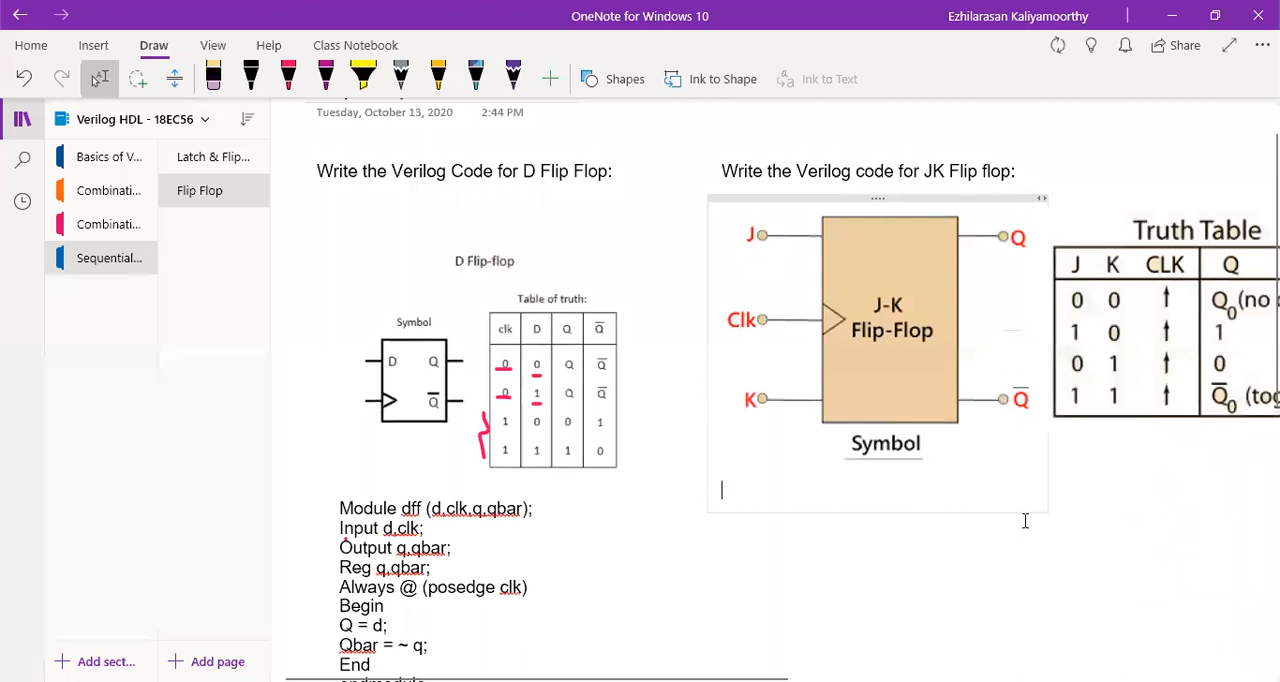 OneNote for Windows 10
Ezhilarasan Kaliyamoorthy
Home Insert Draw View Help Class Notebook
Share
Shapes Ink to Shape Ink to Text
Verilog HDL - 18EC56
Basics of V...
Combinati...
Combinati...
Sequential...
Latch & Flip...
Flip Flop
Add sect...
Add page
Tuesday, October 13, 2020 2:44 PM
Write the Verilog Code for D Flip Flop:
D Flip-flop
Symbol
D Q
Q̅
Table of truth:
clk D Q Q̅
0 0 Q Q̅
0 1 Q Q̅
1 0 0 1
1 1 1 0
Module dff (d,clk,q,qbar);
Input d,clk;
Output q,qbar;
Reg q,qbar;
Always @ (posedge clk)
Begin
Q = d;
Qbar = ~ q;
End
Write the Verilog code for JK Flip flop:
J Q
Clk
J-K
Flip-Flop
K Q̅
Symbol
Truth Table
J K CLK Q
0 0 ↑ Q0 (no
1 0 ↑ 1
0 1 ↑ 0
1 1 ↑ Q̅0 (tog